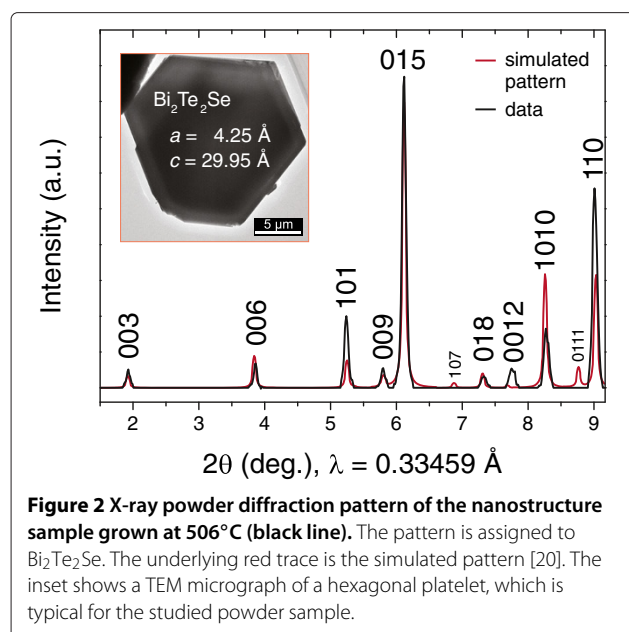 015
simulated
pattern
data
Bi₂Te₂Se
a = 4.25 Å
c = 29.95 Å
5 µm
110
1010
101
006
003
009
018
0012
107
0111
Intensity (a.u.)
2 3 4 5 6 7 8 9
2θ (deg.), λ = 0.33459 Å
Figure 2 X-ray powder diffraction pattern of the nanostructure
sample grown at 506°C (black line). The pattern is assigned to
Bi₂Te₂Se. The underlying red trace is the simulated pattern [20]. The
inset shows a TEM micrograph of a hexagonal platelet, which is
typical for the studied powder sample.